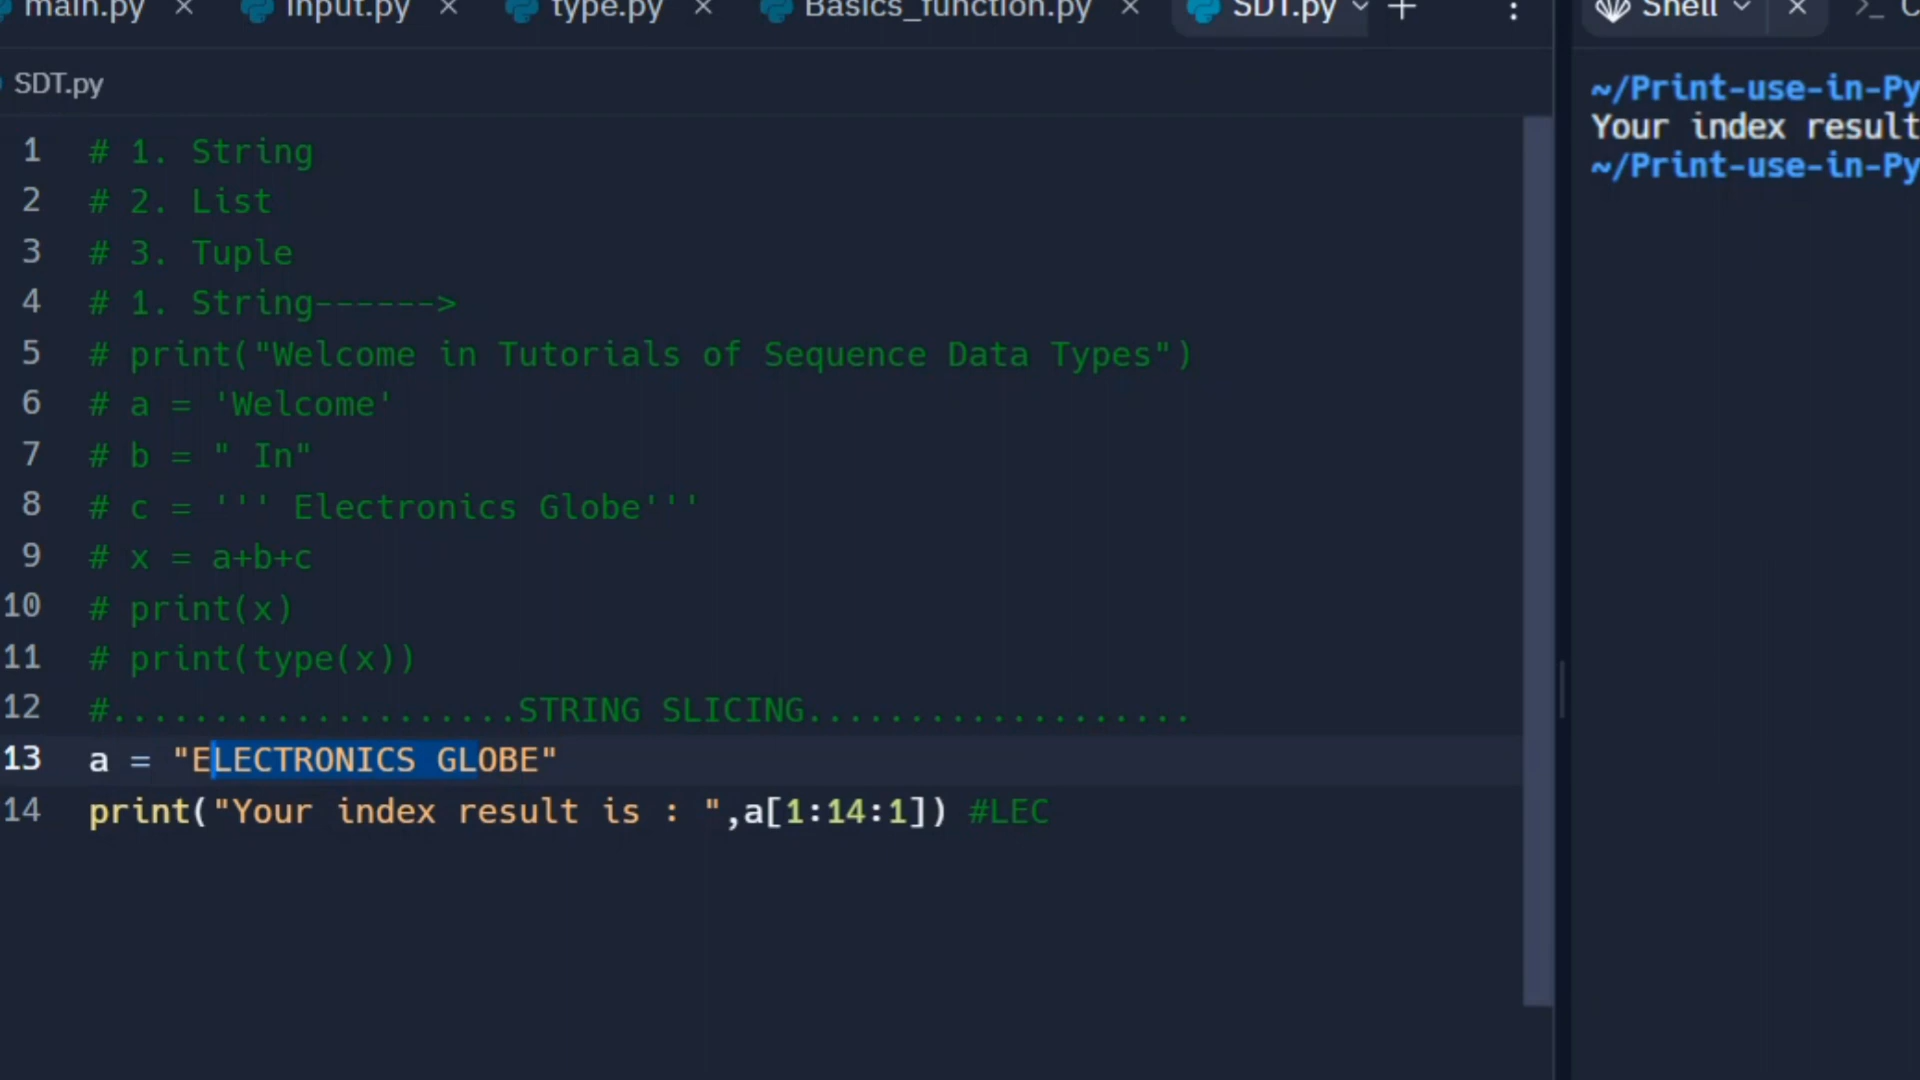 main.py × input.py × type.py × Basics_function.py × SDT.py
Shell
SDT.py
1 # 1. String
2 # 2. List
3 # 3. Tuple
4 # 1. String------>
5 # print("Welcome in Tutorials of Sequence Data Types")
6 # a = 'Welcome'
7 # b = " In"
8 # c = ''' Electronics Globe'''
9 # x = a+b+c
10 # print(x)
11 # print(type(x))
12 #....................STRING SLICING...................
13 a = "ELECTRONICS GLOBE"
14 print("Your index result is : ",a[1:14:1]) #LEC
~/Print-use-in-Py
Your index result
~/Print-use-in-Py